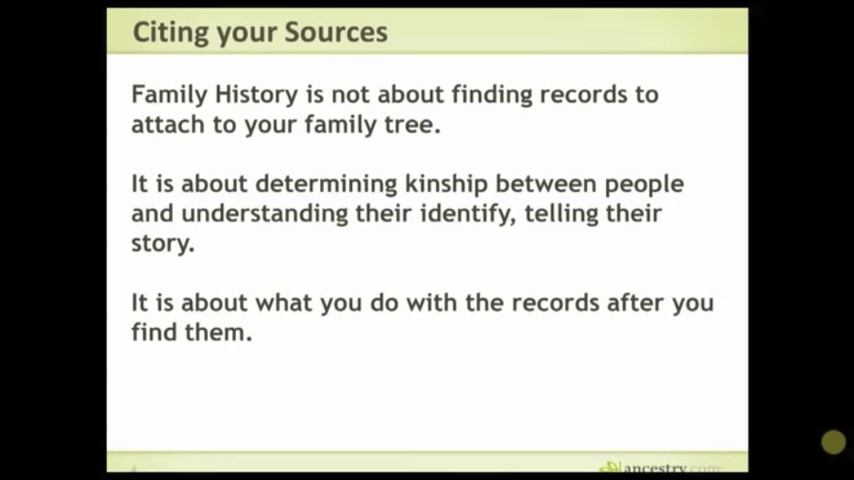 Citing your Sources
Family History is not about finding records to
attach to your family tree.
It is about determining kinship between people
and understanding their identify, telling their
story.
It is about what you do with the records after you
find them.
ancestry.com